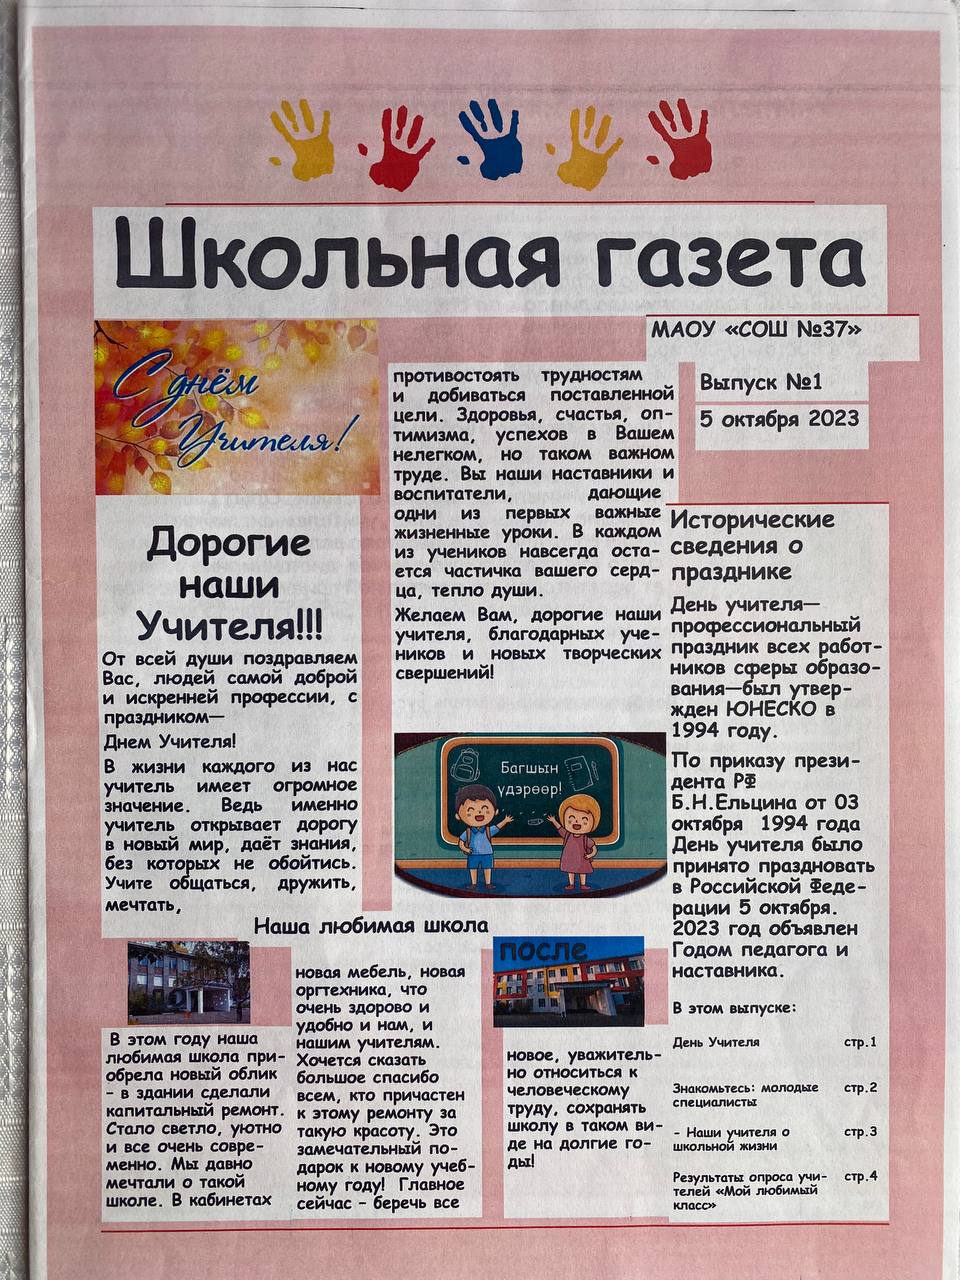 Школьная газета
МАОУ «СОШ №37»
Выпуск №1
5 октября 2023
С днём
Учителя!
Дорогие
наши
Учителя!!!
От всей души поздравляем
Вас, людей самой доброй
и искренней профессии, с
праздником—
Днем Учителя!
В жизни каждого из нас
учитель имеет огромное
значение. Ведь именно
учитель открывает дорогу
в новый мир, даёт знания,
без которых не обойтись.
Учите общаться, дружить,
мечтать,
противостоять трудностям
и добиваться поставленной
цели. Здоровья, счастья, оп-
тимизма, успехов в Вашем
нелегком, но таком важном
труде. Вы наши наставники и
воспитатели, дающие
одни из первых важные
жизненные уроки. В каждом
из учеников навсегда оста-
ется частичка вашего серд-
ца, тепло души.
Желаем Вам, дорогие наши
учителя, благодарных уче-
ников и новых творческих
свершений!
Багшын
үдэрөөр!
Исторические
сведения о
празднике
День учителя—
профессиональный
праздник всех работ-
ников сферы образо-
вания—был утвер-
жден ЮНЕСКО в
1994 году.
По приказу прези-
дента РФ
Б.Н.Ельцина от 03
октября 1994 года
День учителя было
принято праздновать
в Российской Феде-
рации 5 октября.
2023 год объявлен
Годом педагога и
наставника.
Наша любимая школа
В этом году наша
любимая школа при-
обрела новый облик
– в здании сделали
капитальный ремонт.
Стало светло, уютно
и все очень совре-
менно. Мы давно
мечтали о такой
школе. В кабинетах
новая мебель, новая
оргтехника, что
очень здорово и
удобно и нам, и
нашим учителям.
Хочется сказать
большое спасибо
всем, кто причастен
к этому ремонту за
такую красоту. Это
замечательный по-
дарок к новому учеб-
ному году! Главное
сейчас – беречь все
после
новое, уважитель-
но относиться к
человеческому
труду, сохранять
школу в таком ви-
де на долгие го-
ды!
В этом выпуске:
День Учителя стр.1
Знакомьтесь: молодые стр.2
специалисты
- Наши учителя о стр.3
школьной жизни
Результаты опроса учи- стр.4
телей «Мой любимый
класс»